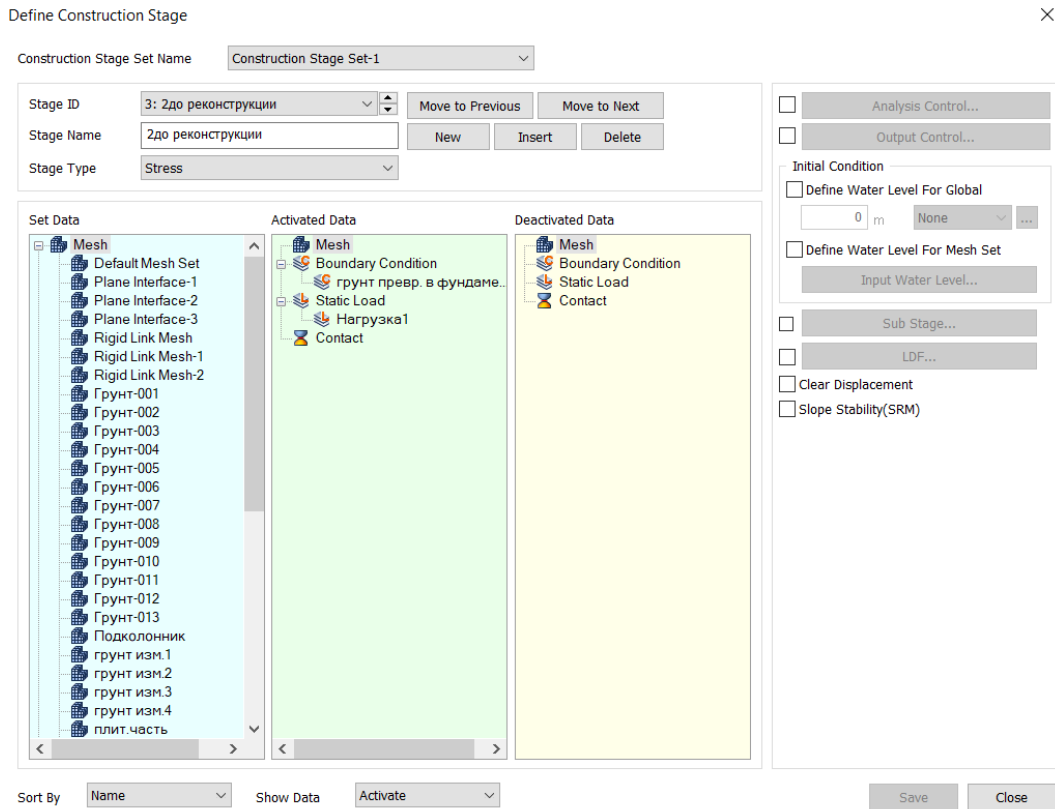 Define Construction Stage
Construction Stage Set Name Construction Stage Set-1
Stage ID 3: 2до реконструкции Move to Previous Move to Next
Stage Name 2до реконструкции New Insert Delete
Stage Type Stress
Set Data
Mesh
Default Mesh Set
Plane Interface-1
Plane Interface-2
Plane Interface-3
Rigid Link Mesh
Rigid Link Mesh-1
Rigid Link Mesh-2
Грунт-001
Грунт-002
Грунт-003
Грунт-004
Грунт-005
Грунт-006
Грунт-007
Грунт-008
Грунт-009
Грунт-010
Грунт-011
Грунт-012
Грунт-013
Подколонник
грунт изм.1
грунт изм.2
грунт изм.3
грунт изм.4
плит.часть
Activated Data
Mesh
Boundary Condition
грунт превр. в фундаме..
Static Load
Нагрузка1
Contact
Deactivated Data
Mesh
Boundary Condition
Static Load
Contact
Analysis Control...
Output Control...
Initial Condition
Define Water Level For Global
0 m None ...
Define Water Level For Mesh Set
Input Water Level...
Sub Stage...
LDF...
Clear Displacement
Slope Stability(SRM)
Sort By Name Show Data Activate Save Close